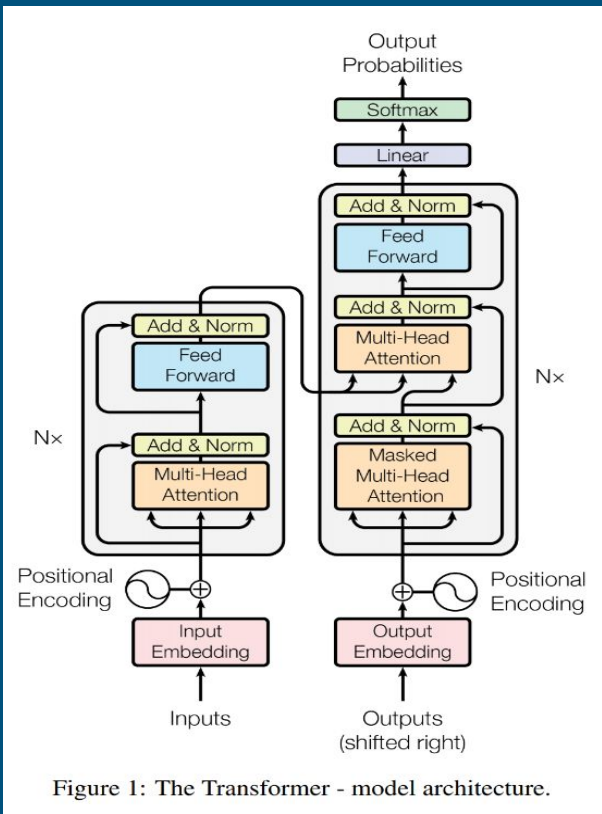 Output
Probabilities
Softmax
Linear
Add & Norm
Feed
Forward
Add & Norm
Multi-Head
Attention
Add & Norm
Masked
Multi-Head
Attention
Nx
Add & Norm
Feed
Forward
Add & Norm
Multi-Head
Attention
Nx
Positional
Encoding
Positional
Encoding
Input
Embedding
Output
Embedding
Inputs
Outputs
(shifted right)
Figure 1: The Transformer - model architecture.